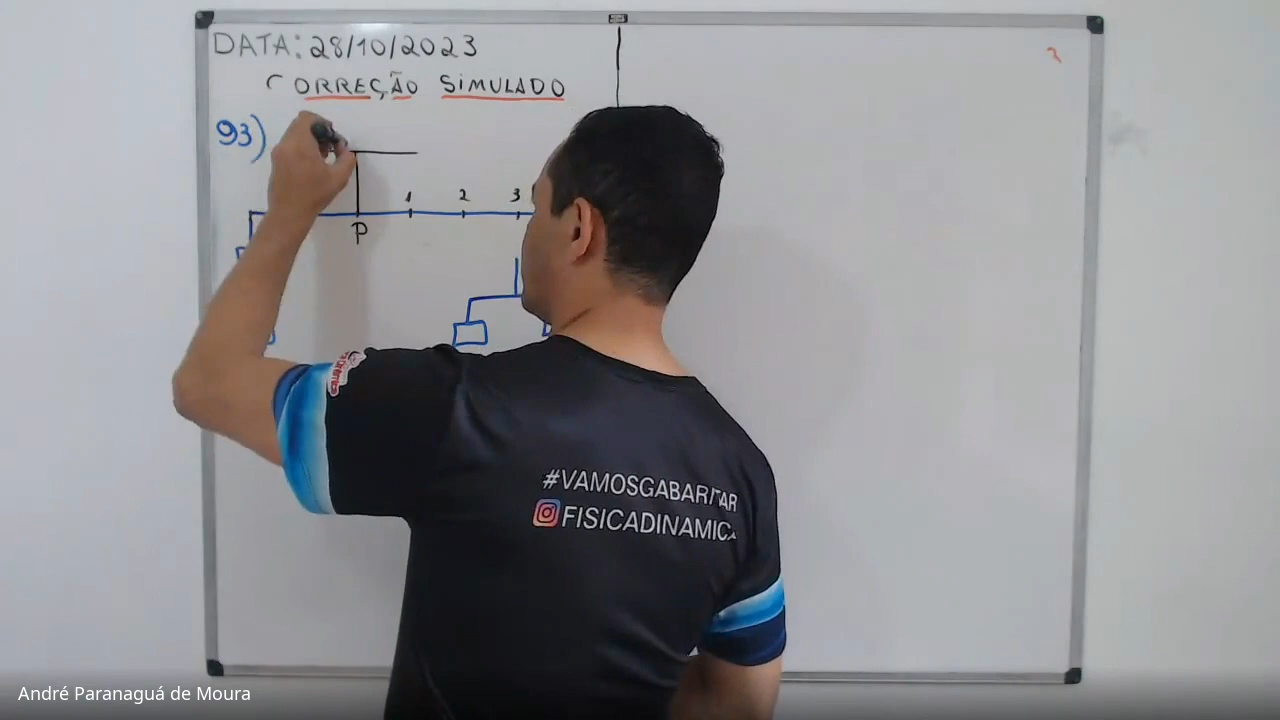 DATA: 28/10/2023
CORREÇÃO SIMULADO
93)
1 2 3
P
#VAMOSGABARITAR
FISICADINAMICA
André Paranaguá de Moura